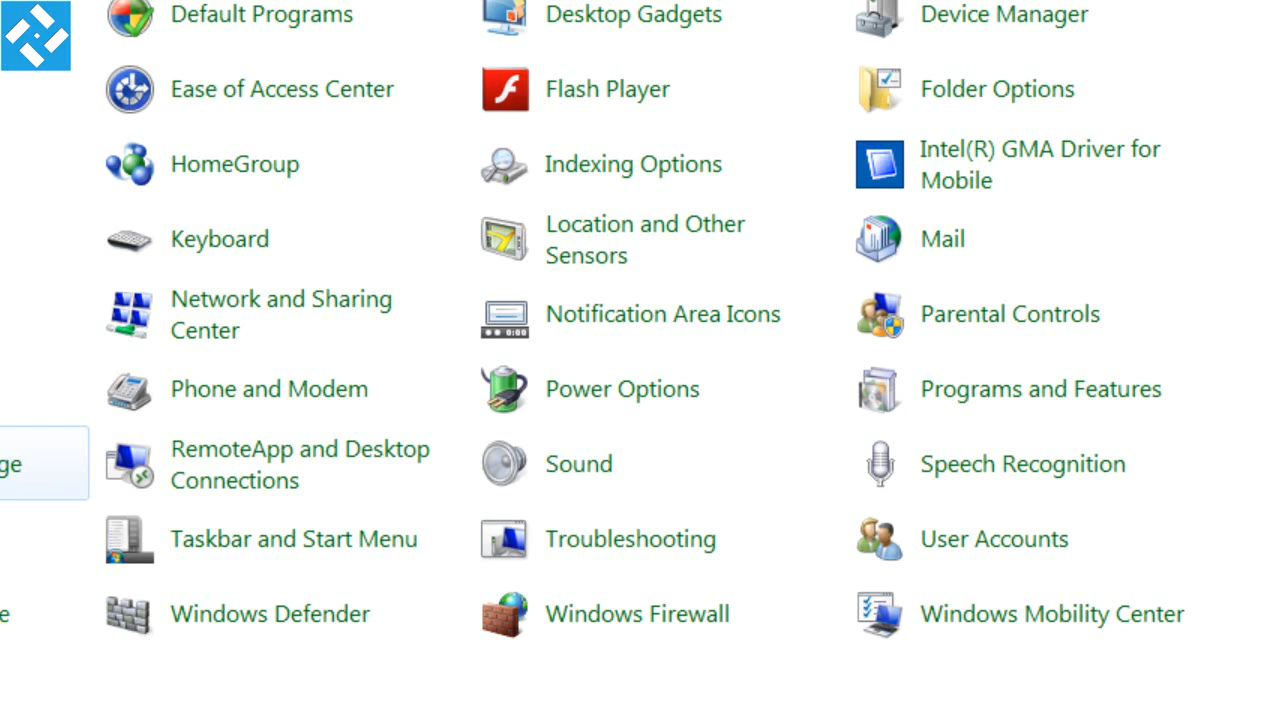 Default Programs
Desktop Gadgets
Device Manager
Ease of Access Center
Flash Player
Folder Options
HomeGroup
Indexing Options
Intel(R) GMA Driver for
Mobile
Keyboard
Location and Other
Sensors
Mail
Network and Sharing
Center
Notification Area Icons
Parental Controls
Phone and Modem
Power Options
Programs and Features
ge
RemoteApp and Desktop
Connections
Sound
Speech Recognition
Taskbar and Start Menu
Troubleshooting
User Accounts
e
Windows Defender
Windows Firewall
Windows Mobility Center